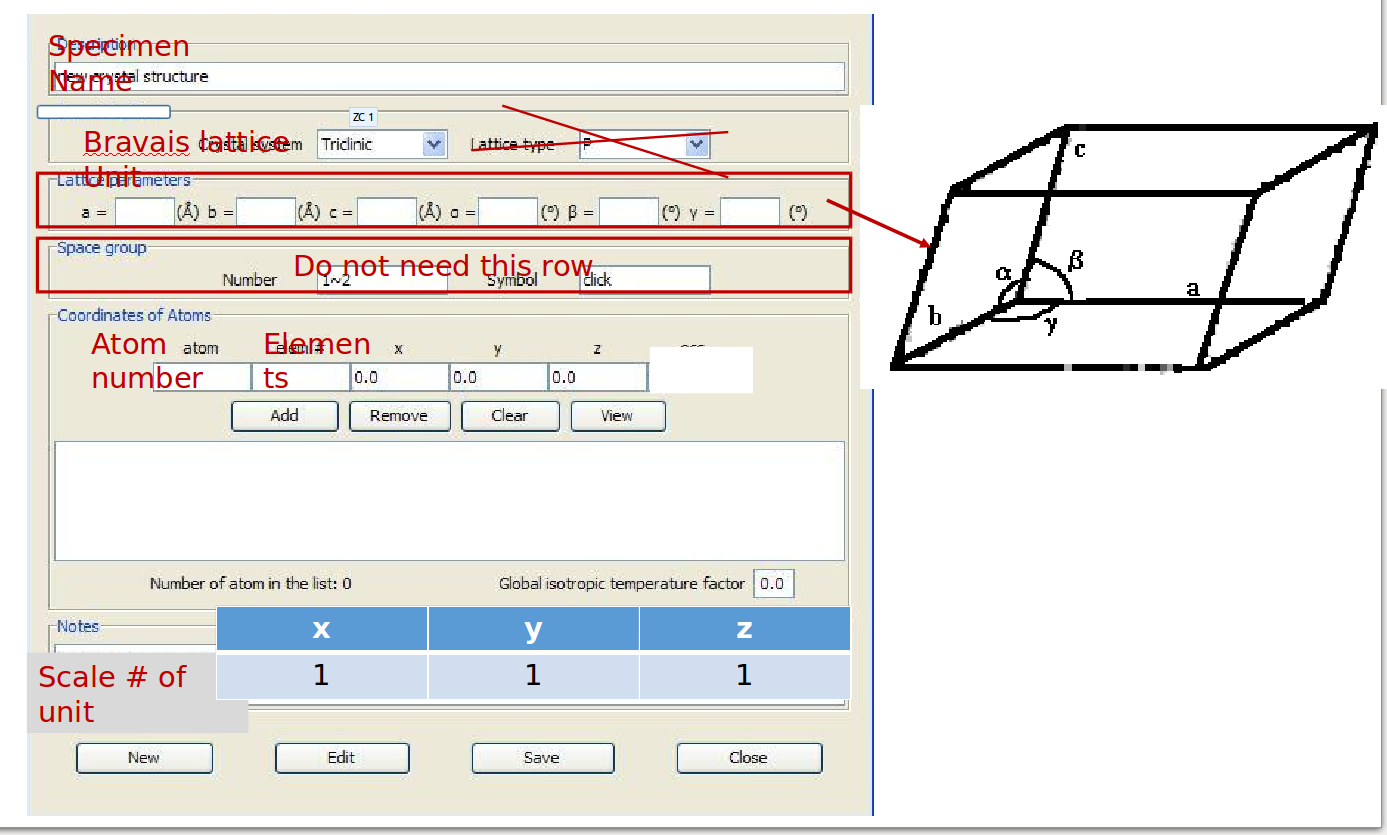 Description
Specimen
Name
new crystal structure
ZC 1
Bravais lattice
Unit
Crystal system Triclinic Lattice type P
Lattice parameters
a = (Å) b = (Å) c = (Å) α = (°) β = (°) γ = (°)
Space group
Do not need this row
Number 1~2 Symbol click
Coordinates of Atoms
Atom
number
Elemen
ts
atom elem # x y z
0.0 0.0 0.0
Add Remove Clear View
Number of atom in the list: 0 Global isotropic temperature factor 0.0
Notes
x y z
Scale # of
unit
1 1 1
New Edit Save Close
c
α β
a
b
γ